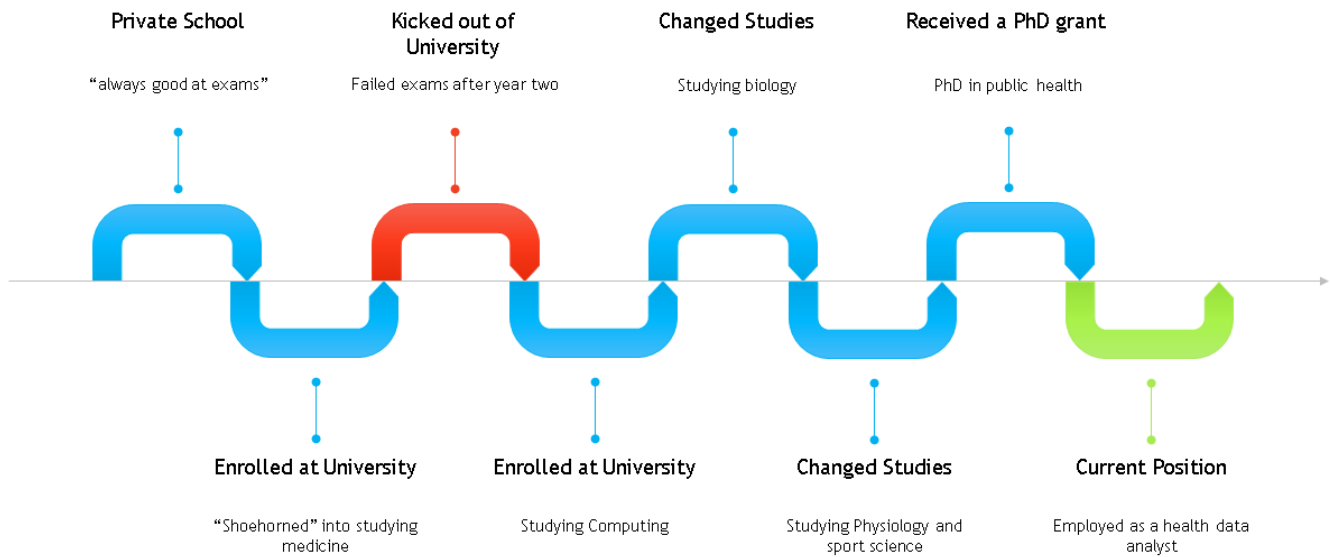 Private School
“always good at exams”
Enrolled at University
“Shoehorned” into studying
medicine
Kicked out of
University
Failed exams after year two
Enrolled at University
Studying Computing
Changed Studies
Studying biology
Changed Studies
Studying Physiology and
sport science
Received a PhD grant
PhD in public health
Current Position
Employed as a health data
analyst